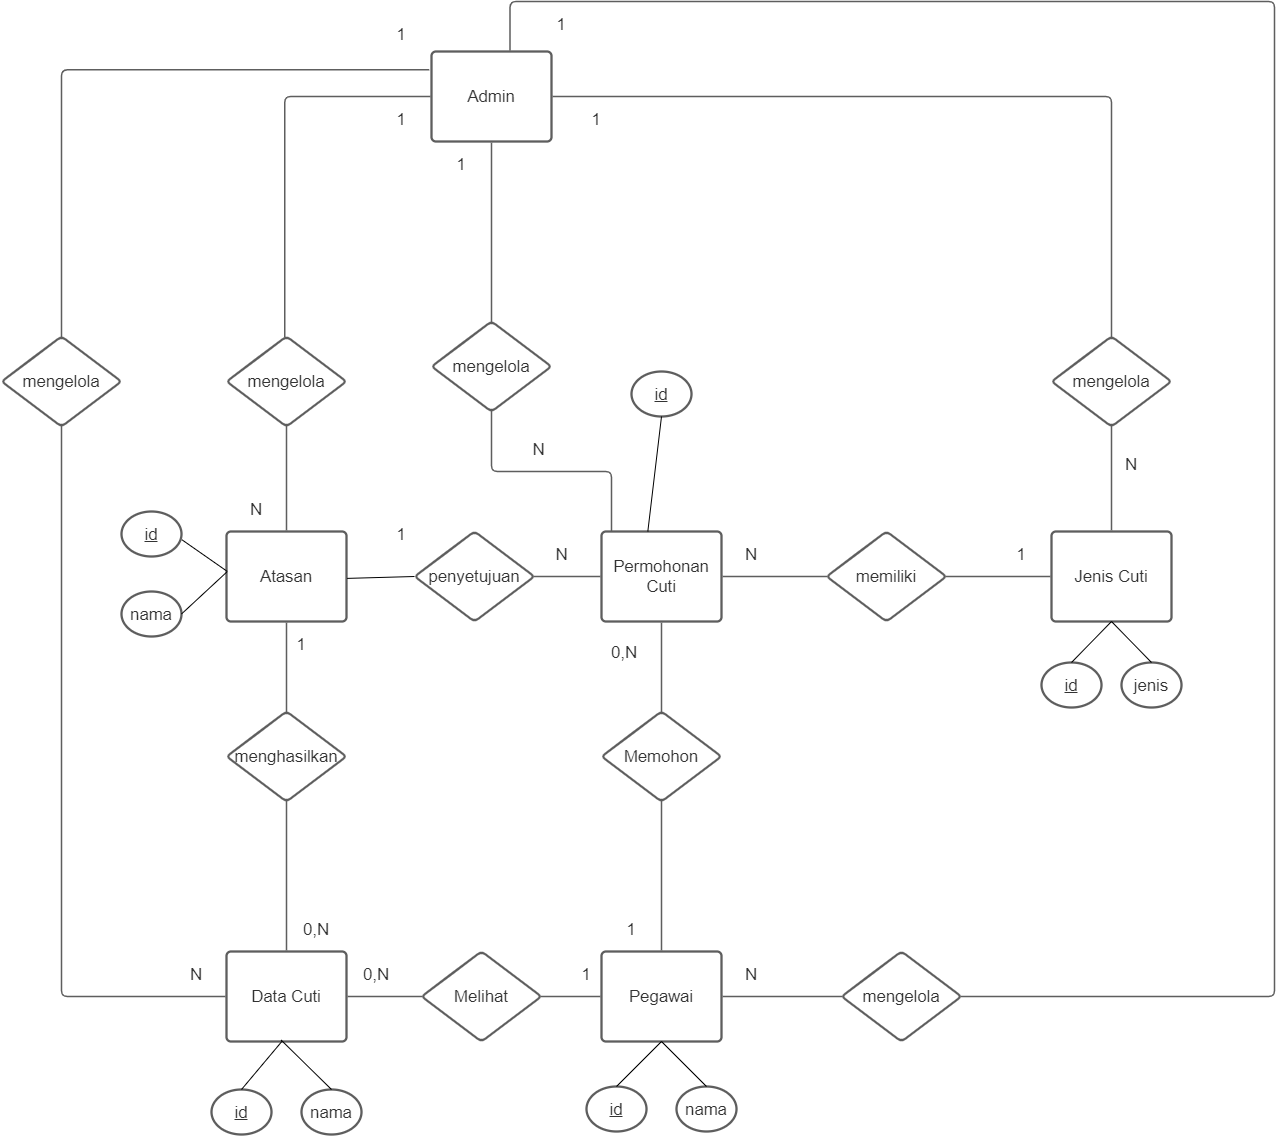 1
1
Admin
1
1
1
mengelola
mengelola
mengelola
mengelola
id
N
N
N
id
nama
Atasan
1
penyetujuan
N
Permohonan
Cuti
N
memiliki
1
Jenis Cuti
1
0,N
id
jenis
menghasilkan
Memohon
0,N
1
N
Data Cuti
0,N
Melihat
1
Pegawai
N
mengelola
id
nama
id
nama